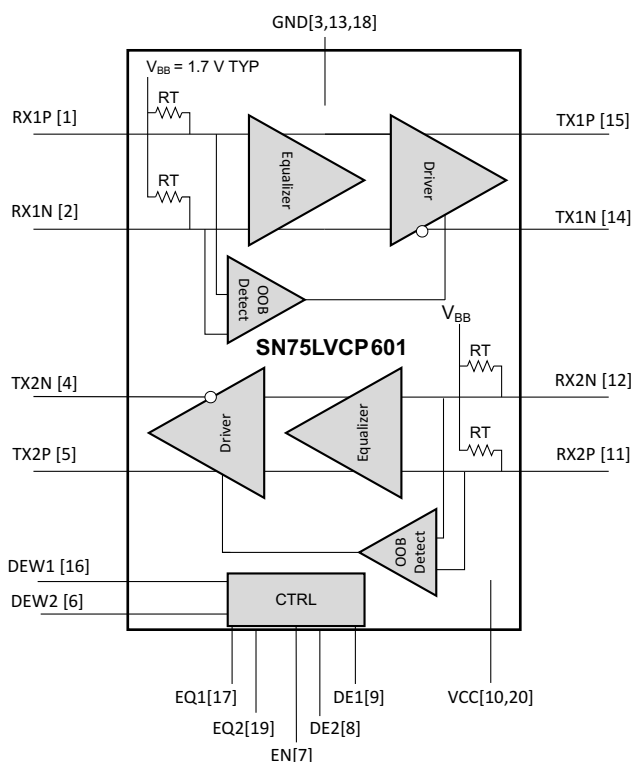 GND[3,13,18]
VBB = 1.7 V TYP
RT
RX1P [1]
TX1P [15]
Equalizer
Driver
RT
RX1N [2]
TX1N [14]
OOB
Detect
VBB
SN75LVCP601
RT
TX2N [4]
RX2N [12]
Driver
Equalizer
RT
TX2P [5]
RX2P [11]
OOB
Detect
DEW1 [16]
CTRL
DEW2 [6]
EQ1[17]
DE1[9]
VCC[10,20]
EQ2[19]
DE2[8]
EN[7]